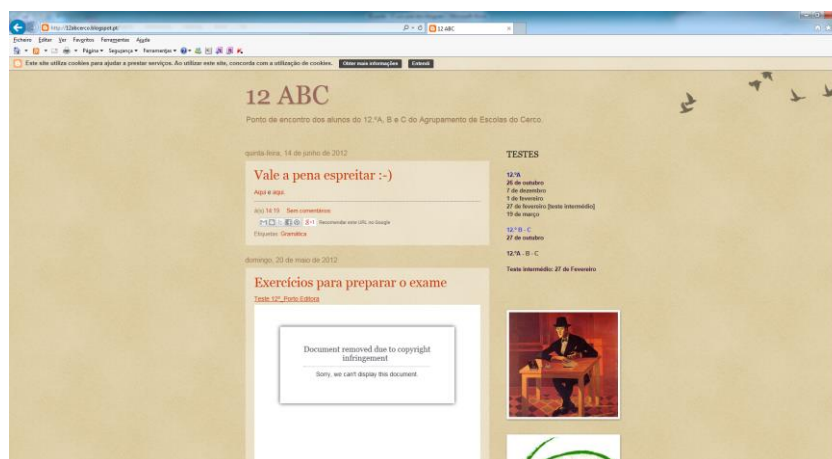 http://12abcerco.blogspot.pt
12 ABC
Ficheiro Editar Ver Favoritos Ferramentas Ajuda
Página Segurança Ferramentas
Este site utiliza cookies para ajudar a prestar serviços. Ao utilizar este site, concorda com a utilização de cookies. Obter mais informações Entendi
12 ABC
Ponto de encontro dos alunos do 12.ºA, B e C do Agrupamento de Escolas do Cerco.
quinta-feira, 14 de junho de 2012
Vale a pena espreitar :-)
Aqui e aqui.
à(s) 14:15 Sem comentários:
Recomendar este URL no Google
Etiquetas: Gramática
domingo, 20 de maio de 2012
Exercícios para preparar o exame
Teste 12º_Porto Editora
Document removed due to copyright
infringement
Sorry, we can't display this document.
TESTES
12.ºA
26 de outubro
7 de dezembro
1 de fevereiro
27 de fevereiro [teste intermédio]
19 de março
12.º B - C
27 de outubro
12.ºA - B - C
Teste Intermédio: 27 de Fevereiro